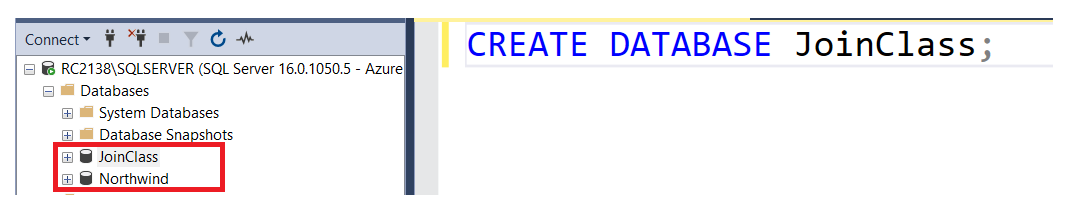 Connect
RC2138\SQLSERVER (SQL Server 16.0.1050.5 - Azure
Databases
System Databases
Database Snapshots
JoinClass
Northwind
CREATE DATABASE JoinClass;